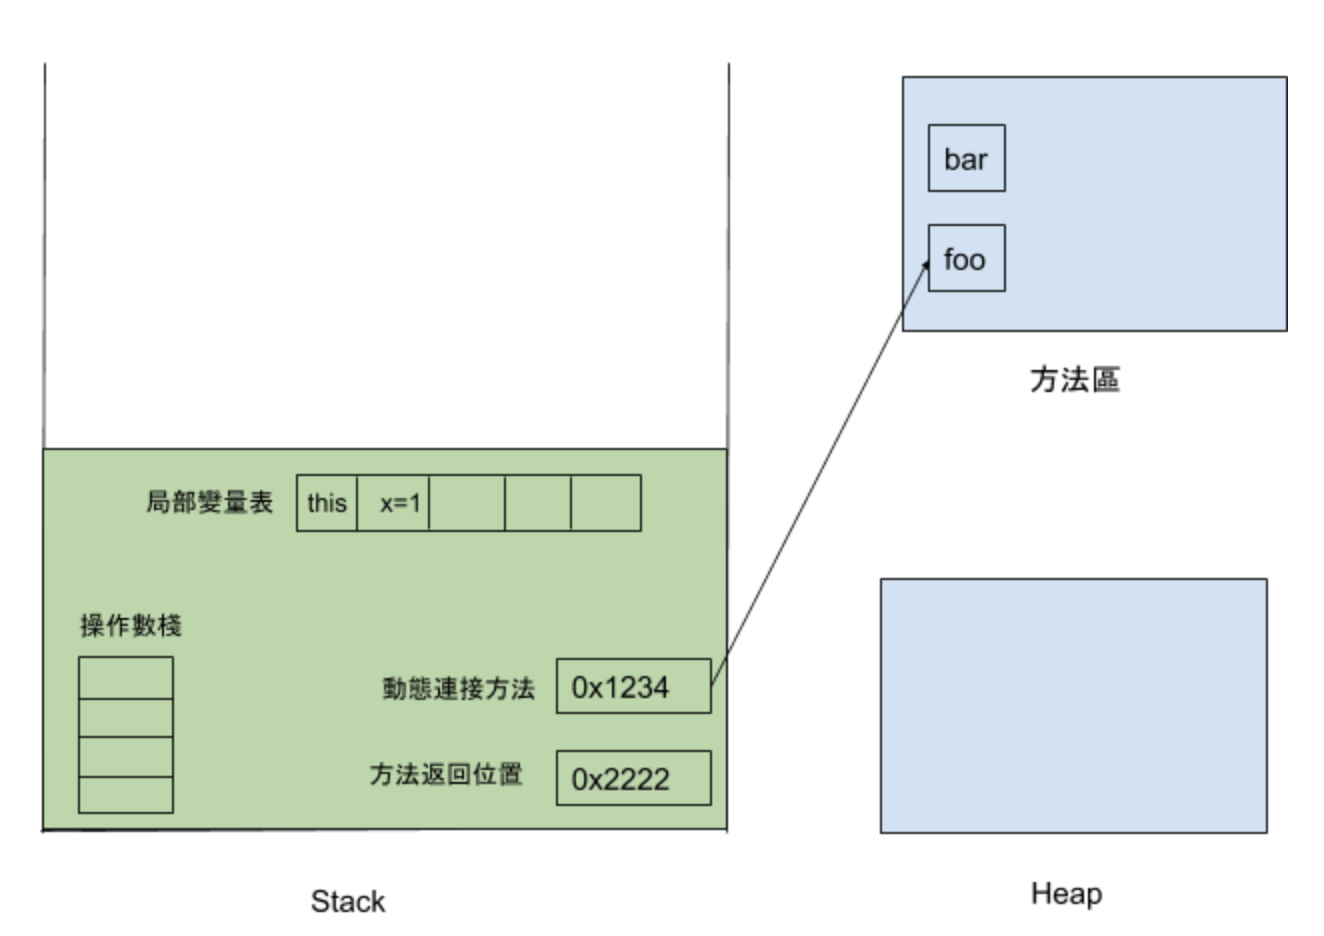 局部變量表 this x=1
操作數棧
動態連接方法 0x1234
方法返回位置 0x2222
Stack
bar
foo
方法區
Heap